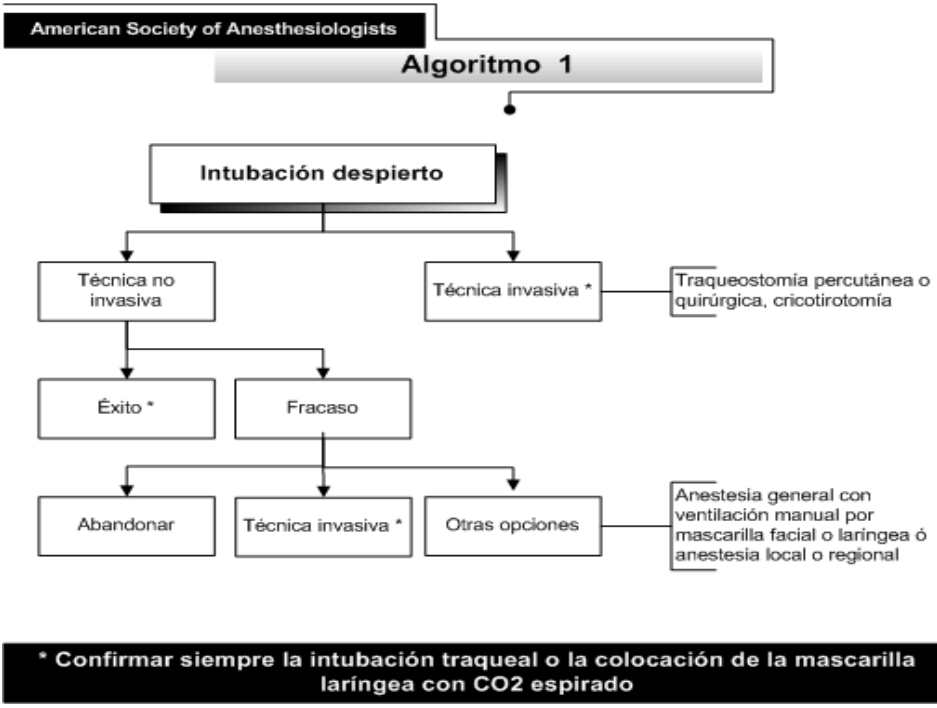 American Society of Anesthesiologists
Algoritmo 1
Intubación despierto
Técnica no
invasiva
Técnica invasiva *
Traqueostomía percutánea o
quirúrgica, cricotirotomía
Éxito *
Fracaso
Abandonar
Técnica invasiva *
Otras opciones
Anestesia general con
ventilación manual por
mascarilla facial o laríngea ó
anestesia local o regional
* Confirmar siempre la intubación traqueal o la colocación de la mascarilla
laríngea con CO2 espirado